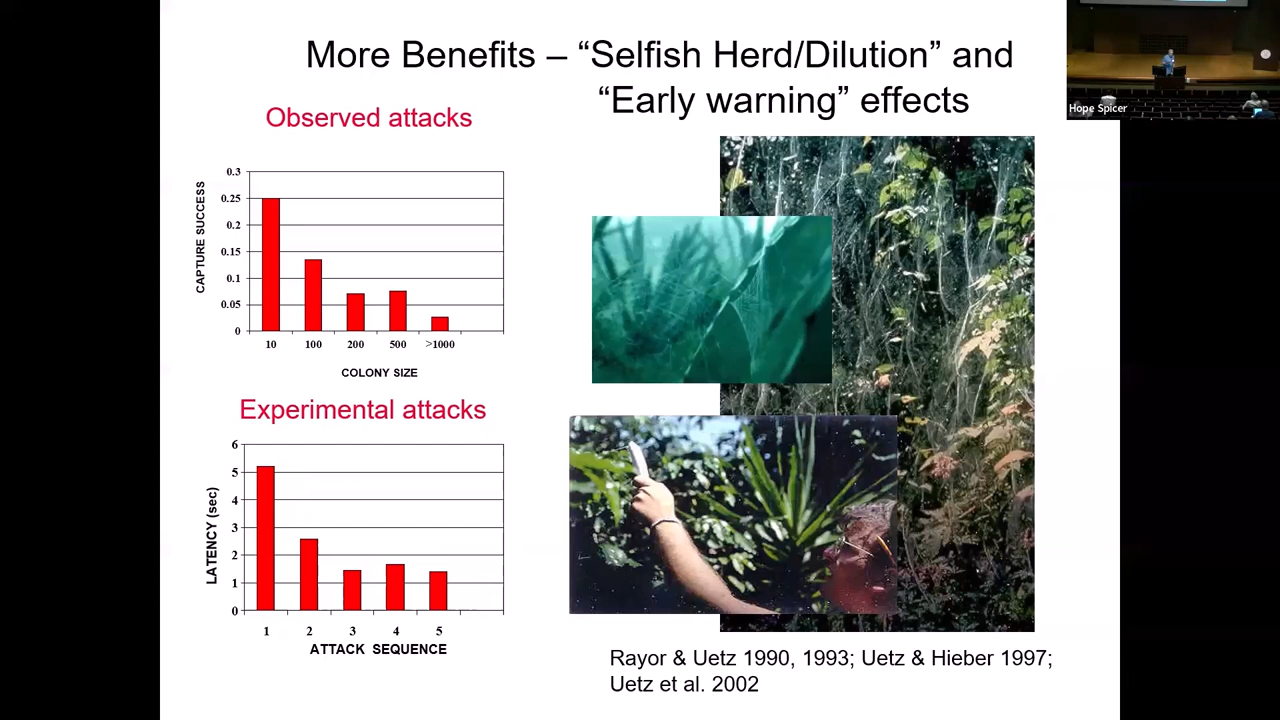 More Benefits – “Selfish Herd/Dilution” and
“Early warning” effects
Hope Spicer
Observed attacks
CAPTURE SUCCESS
0.3
0.25
0.2
0.15
0.1
0.05
0
10 100 200 500 >1000
COLONY SIZE
Experimental attacks
LATENCY (sec)
6
5
4
3
2
1
0
1 2 3 4 5
ATTACK SEQUENCE
Rayor & Uetz 1990, 1993; Uetz & Hieber 1997;
Uetz et al. 2002